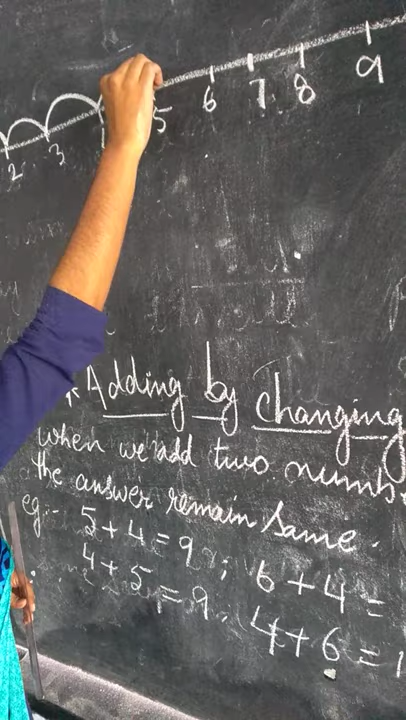 2 3 5 6 7 8 9
* Adding by changing
when we add two numb
the answer remain same.
eg:- 5+4=9; 6+4=
4+5=9; 4+6=1